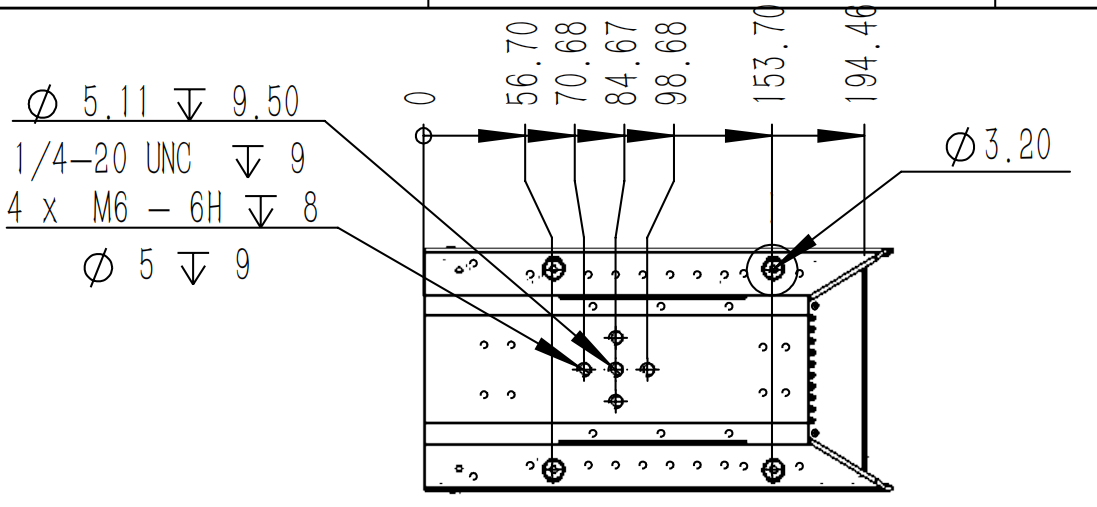 0
56.70
70.68
84.67
98.68
153.70
194.46
Ø 5.11 ↧ 9.50
1/4-20 UNC ↧ 9
4 x M6 - 6H ↧ 8
Ø 5 ↧ 9
Ø3.20